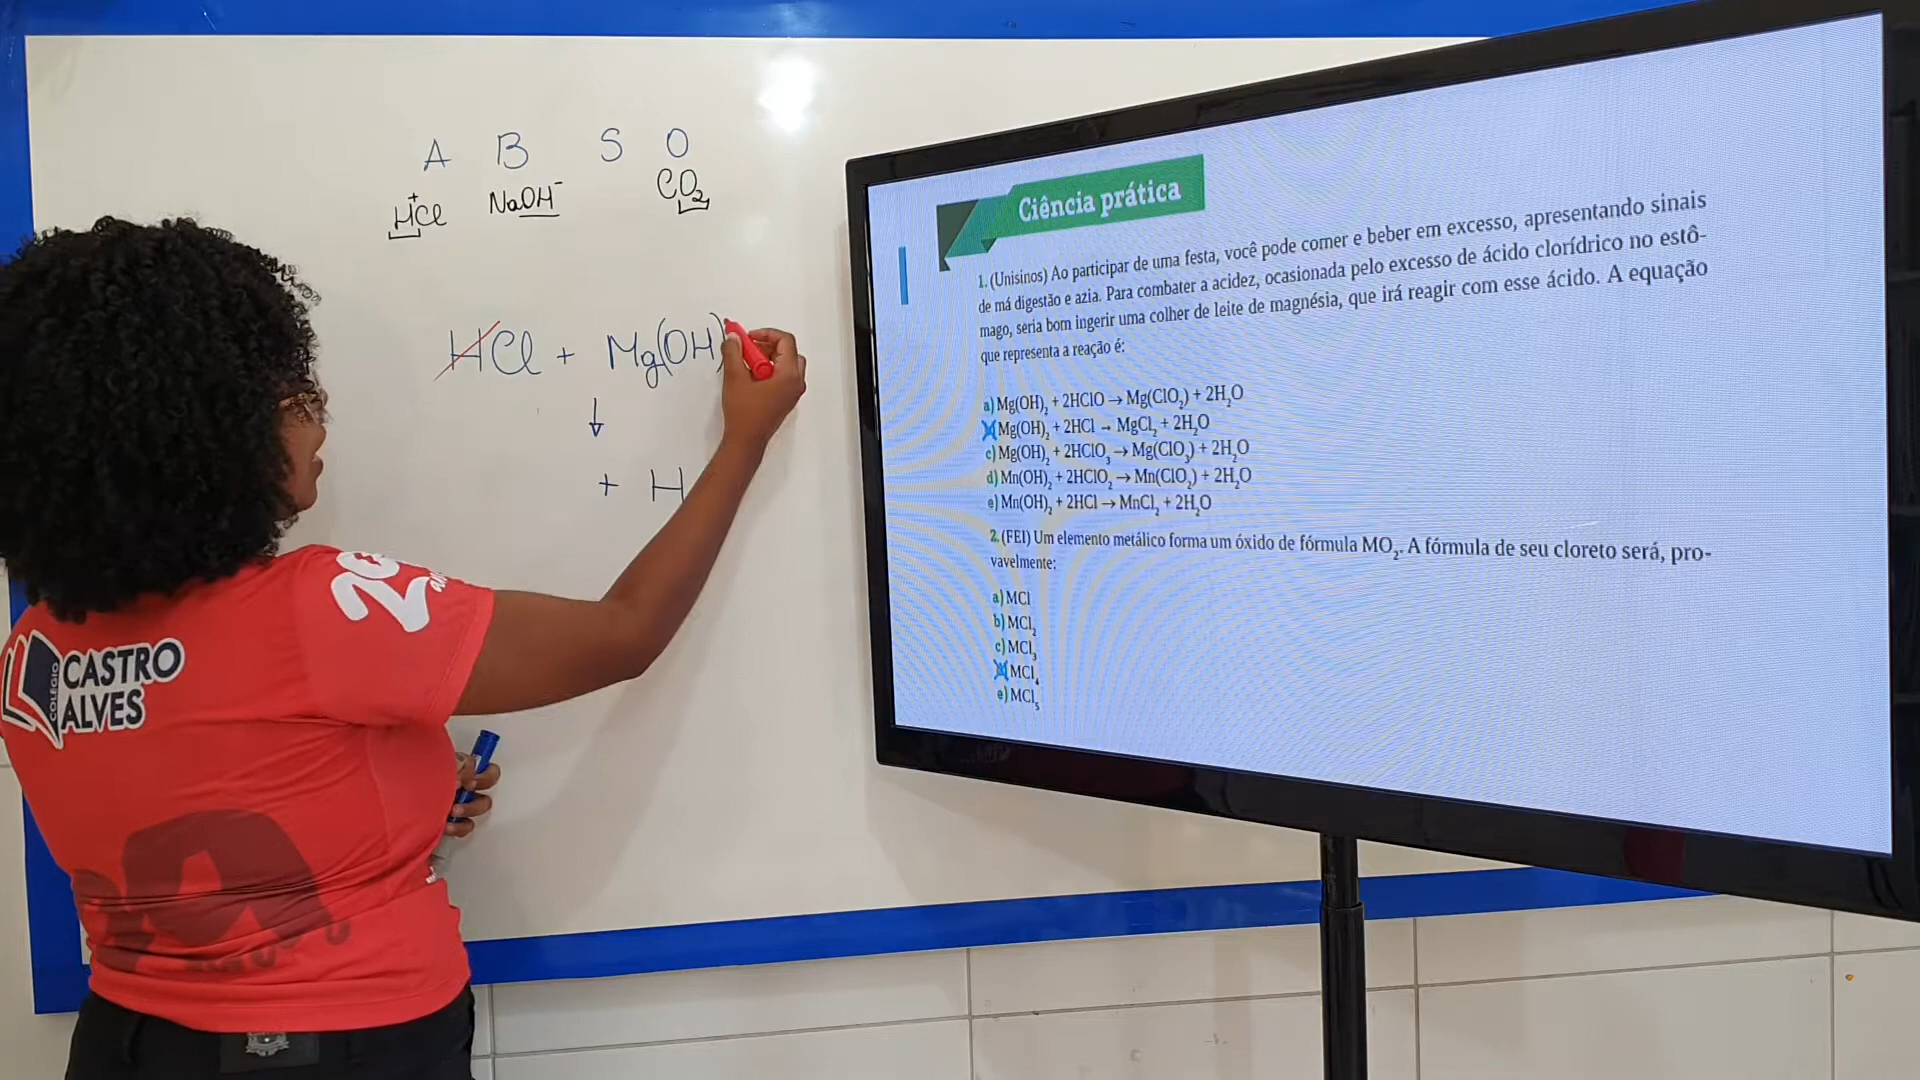 A B S O
H⁺Cl NaOH⁻ CO₂
HCl + Mg(OH)
↓
+ H
Ciência prática
1. (Unisinos) Ao participar de uma festa, você pode comer e beber em excesso, apresentando sinais
de má digestão e azia. Para combater a acidez, ocasionada pelo excesso de ácido clorídrico no estô-
mago, seria bom ingerir uma colher de leite de magnésia, que irá reagir com esse ácido. A equação
que representa a reação é:
a) Mg(OH)₂ + 2HClO → Mg(ClO₂) + 2H₂O
Mg(OH)₂ + 2HCl → MgCl₂ + 2H₂O
c) Mg(OH)₂ + 2HClO₃ → Mg(ClO₃) + 2H₂O
d) Mn(OH)₂ + 2HClO₂ → Mn(ClO₂) + 2H₂O
e) Mn(OH)₂ + 2HCl → MnCl₂ + 2H₂O
2. (FEI) Um elemento metálico forma um óxido de fórmula MO₂. A fórmula de seu cloreto será, pro-
vavelmente:
a) MCl
b) MCl₂
c) MCl₃
MCl₄
e) MCl₅
20
COLÉGIO
CASTRO
ALVES